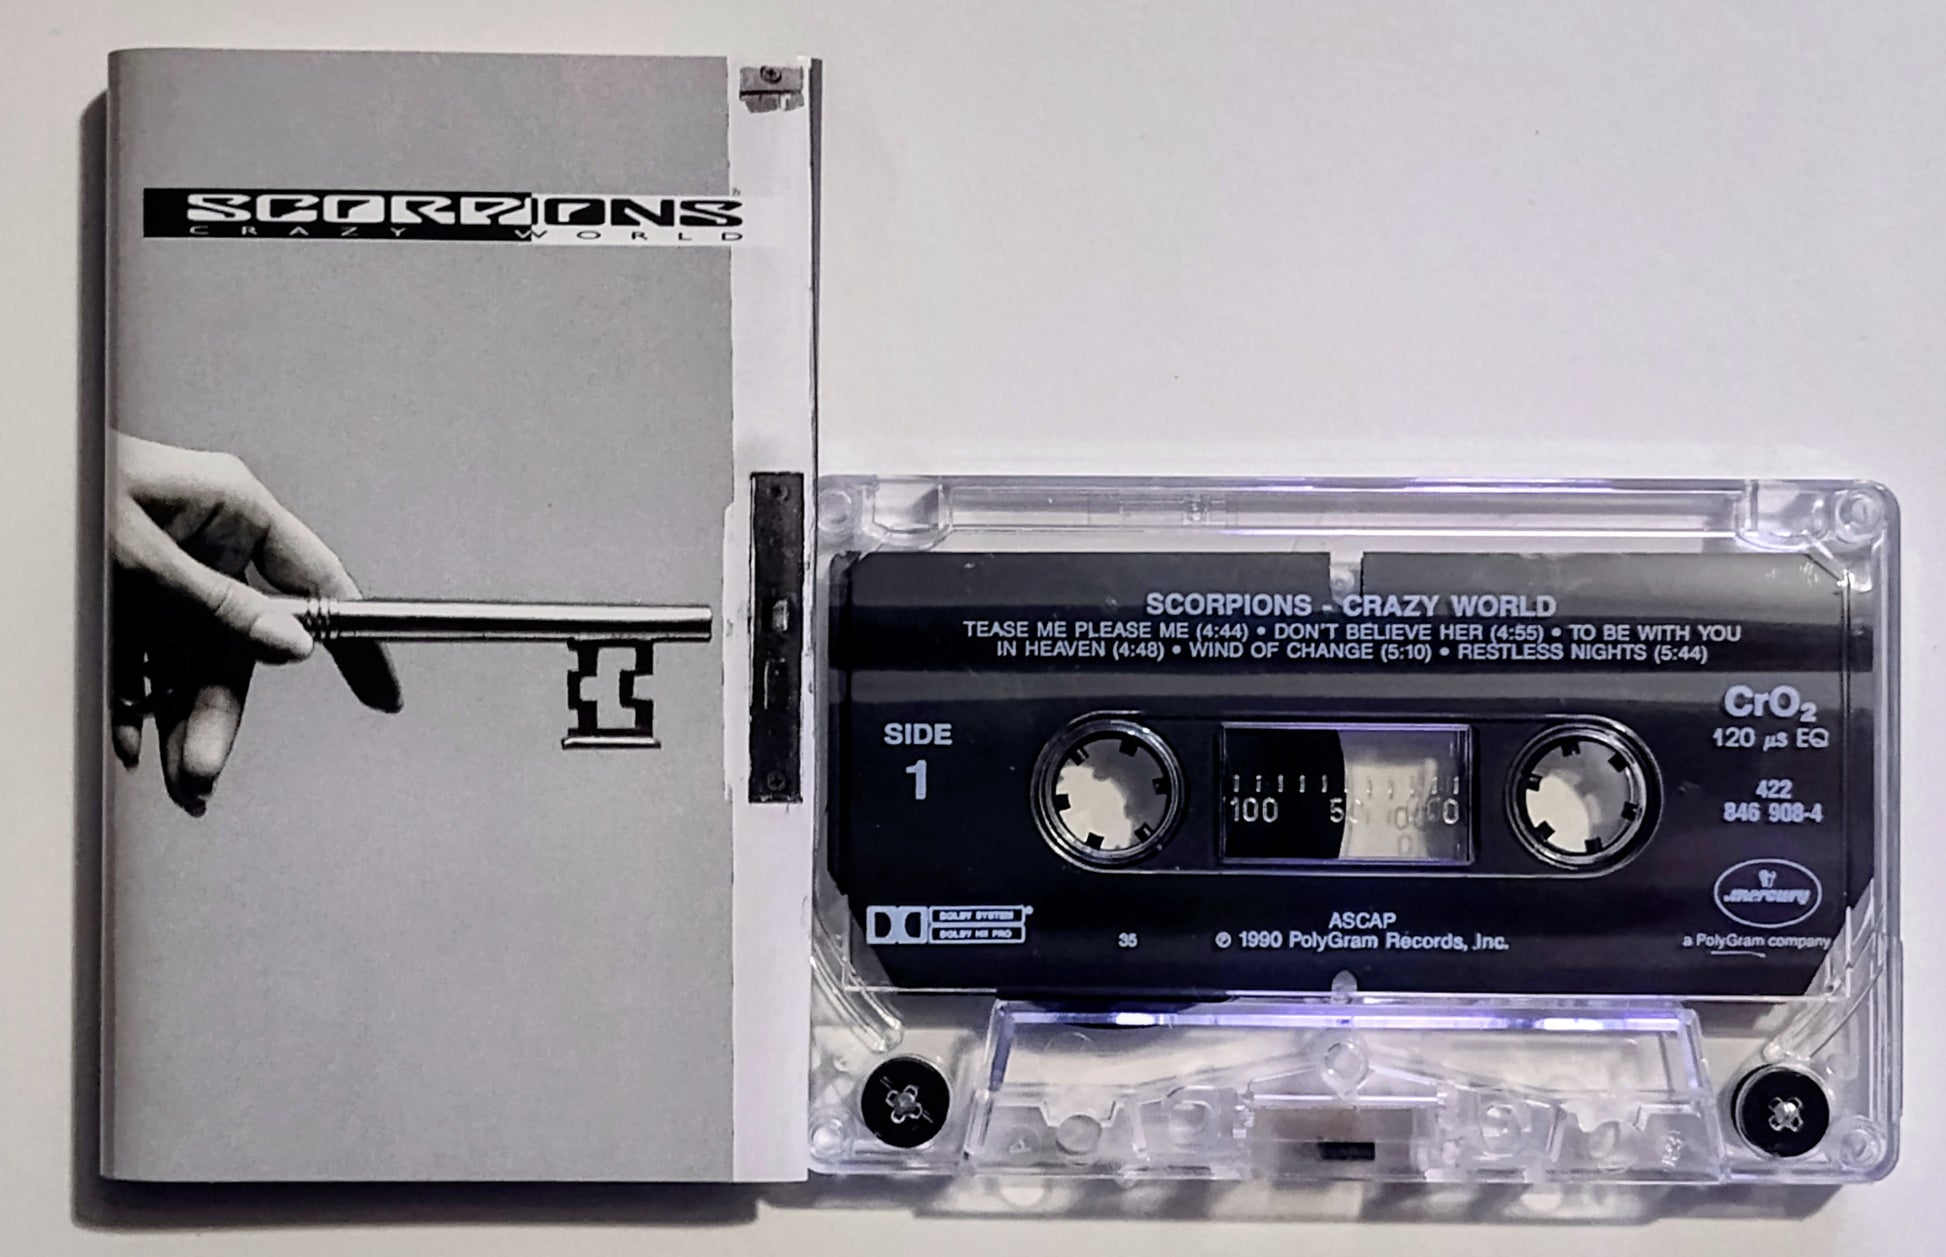 SCORPIONS
CRAZY WORLD
SCORPIONS - CRAZY WORLD
TEASE ME PLEASE ME (4:44) • DON'T BELIEVE HER (4:55) • TO BE WITH YOU
IN HEAVEN (4:48) • WIND OF CHANGE (5:10) • RESTLESS NIGHTS (5:44)
SIDE
1
CrO2
120 µs EQ
422
846 908-4
100 50 0
mercury
a PolyGram company
DOLBY SYSTEM
DOLBY HX PRO
35
ASCAP
℗ 1990 PolyGram Records, Inc.